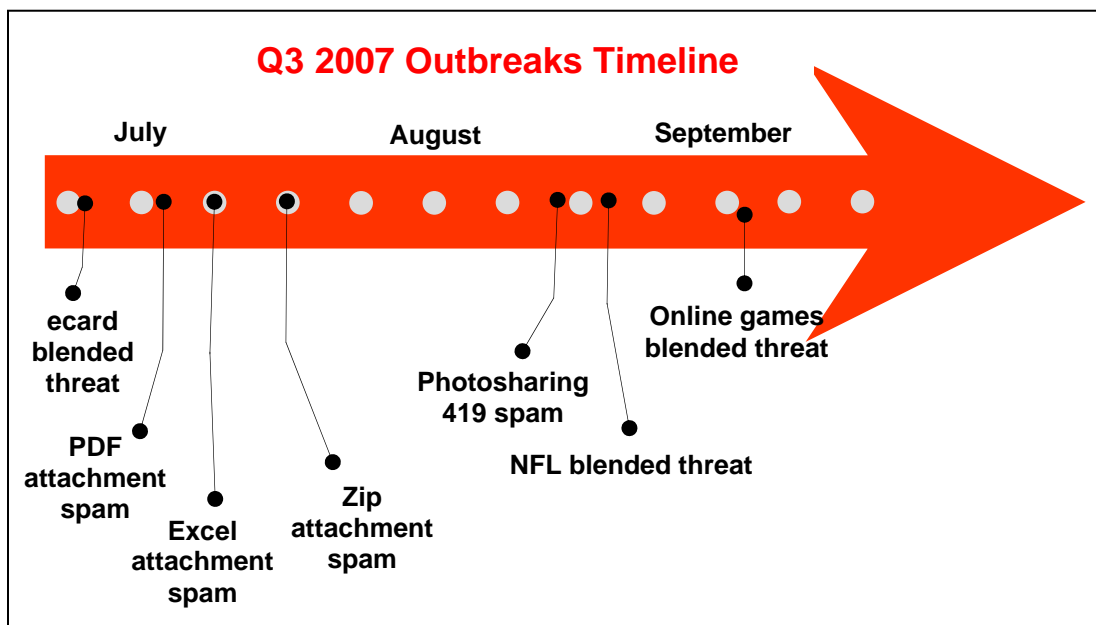 Q3 2007 Outbreaks Timeline
July
August
September
ecard
blended
threat
PDF
attachment
spam
Excel
attachment
spam
Zip
attachment
spam
Photosharing
419 spam
NFL blended threat
Online games
blended threat